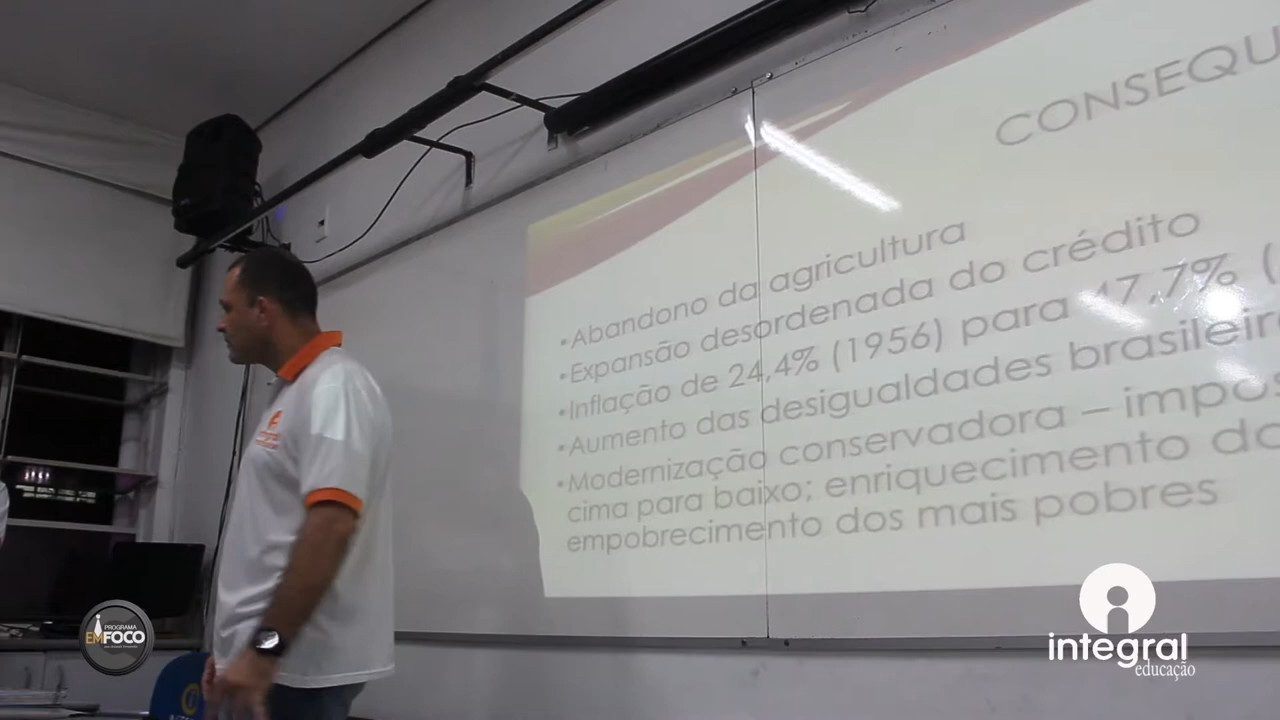 CONSEQU
•Abandono da agricultura
•Expansão desordenada do crédito
•Inflação de 24,4% (1956) para 47,7% (
•Aumento das desigualdades brasileir
•Modernização conservadora – impos
cima para baixo; enriquecimento do
empobrecimento dos mais pobres
PROGRAMA
EMFOCO
integral
educação